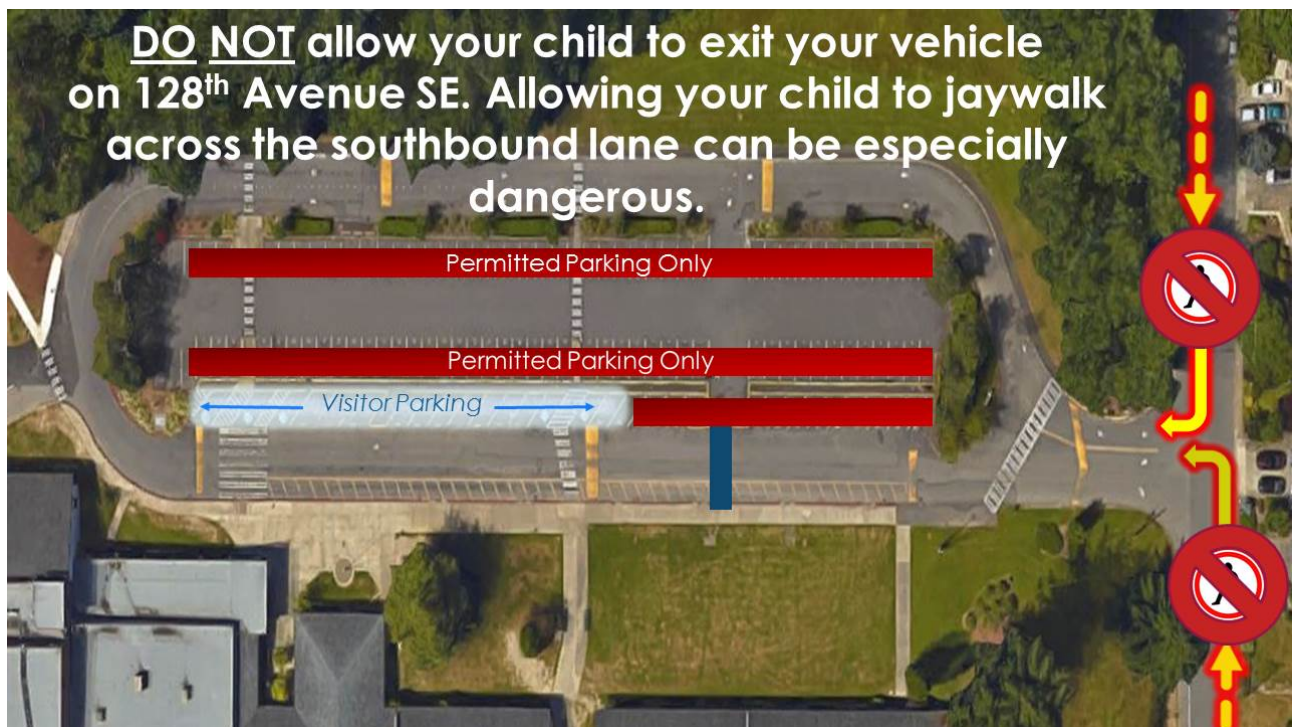 DO NOT allow your child to exit your vehicle
on 128th Avenue SE. Allowing your child to jaywalk
across the southbound lane can be especially
dangerous.
Permitted Parking Only
Permitted Parking Only
Visitor Parking